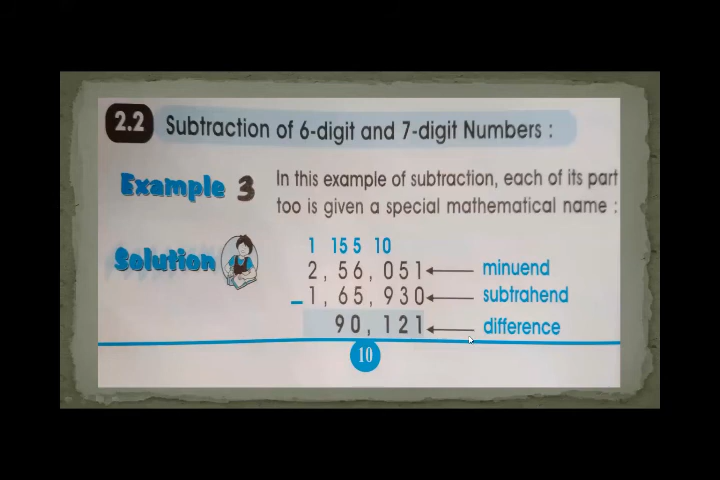 2.2 Subtraction of 6-digit and 7-digit Numbers :
Example 3 In this example of subtraction, each of its part
too is given a special mathematical name :
Solution
1 15 5 10
2, 56, 051 minuend
– 1, 65, 930 subtrahend
90, 121 difference
10